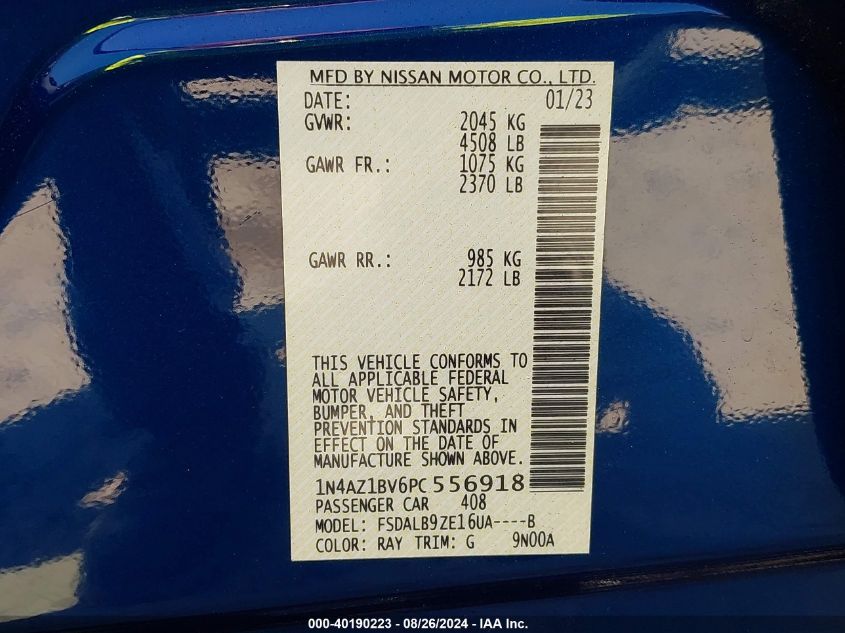 MFD BY NISSAN MOTOR CO., LTD.
DATE: 01/23
GVWR: 2045 KG
4508 LB
GAWR FR.: 1075 KG
2370 LB
GAWR RR.: 985 KG
2172 LB
THIS VEHICLE CONFORMS TO
ALL APPLICABLE FEDERAL
MOTOR VEHICLE SAFETY,
BUMPER, AND THEFT
PREVENTION STANDARDS IN
EFFECT ON THE DATE OF
MANUFACTURE SHOWN ABOVE.
1N4AZ1BV6PC556918
PASSENGER CAR 408
MODEL: FSDALB9ZE16UA----B
COLOR: RAY TRIM: G 9N00A
000-40190223 - 08/26/2024 - IAA Inc.